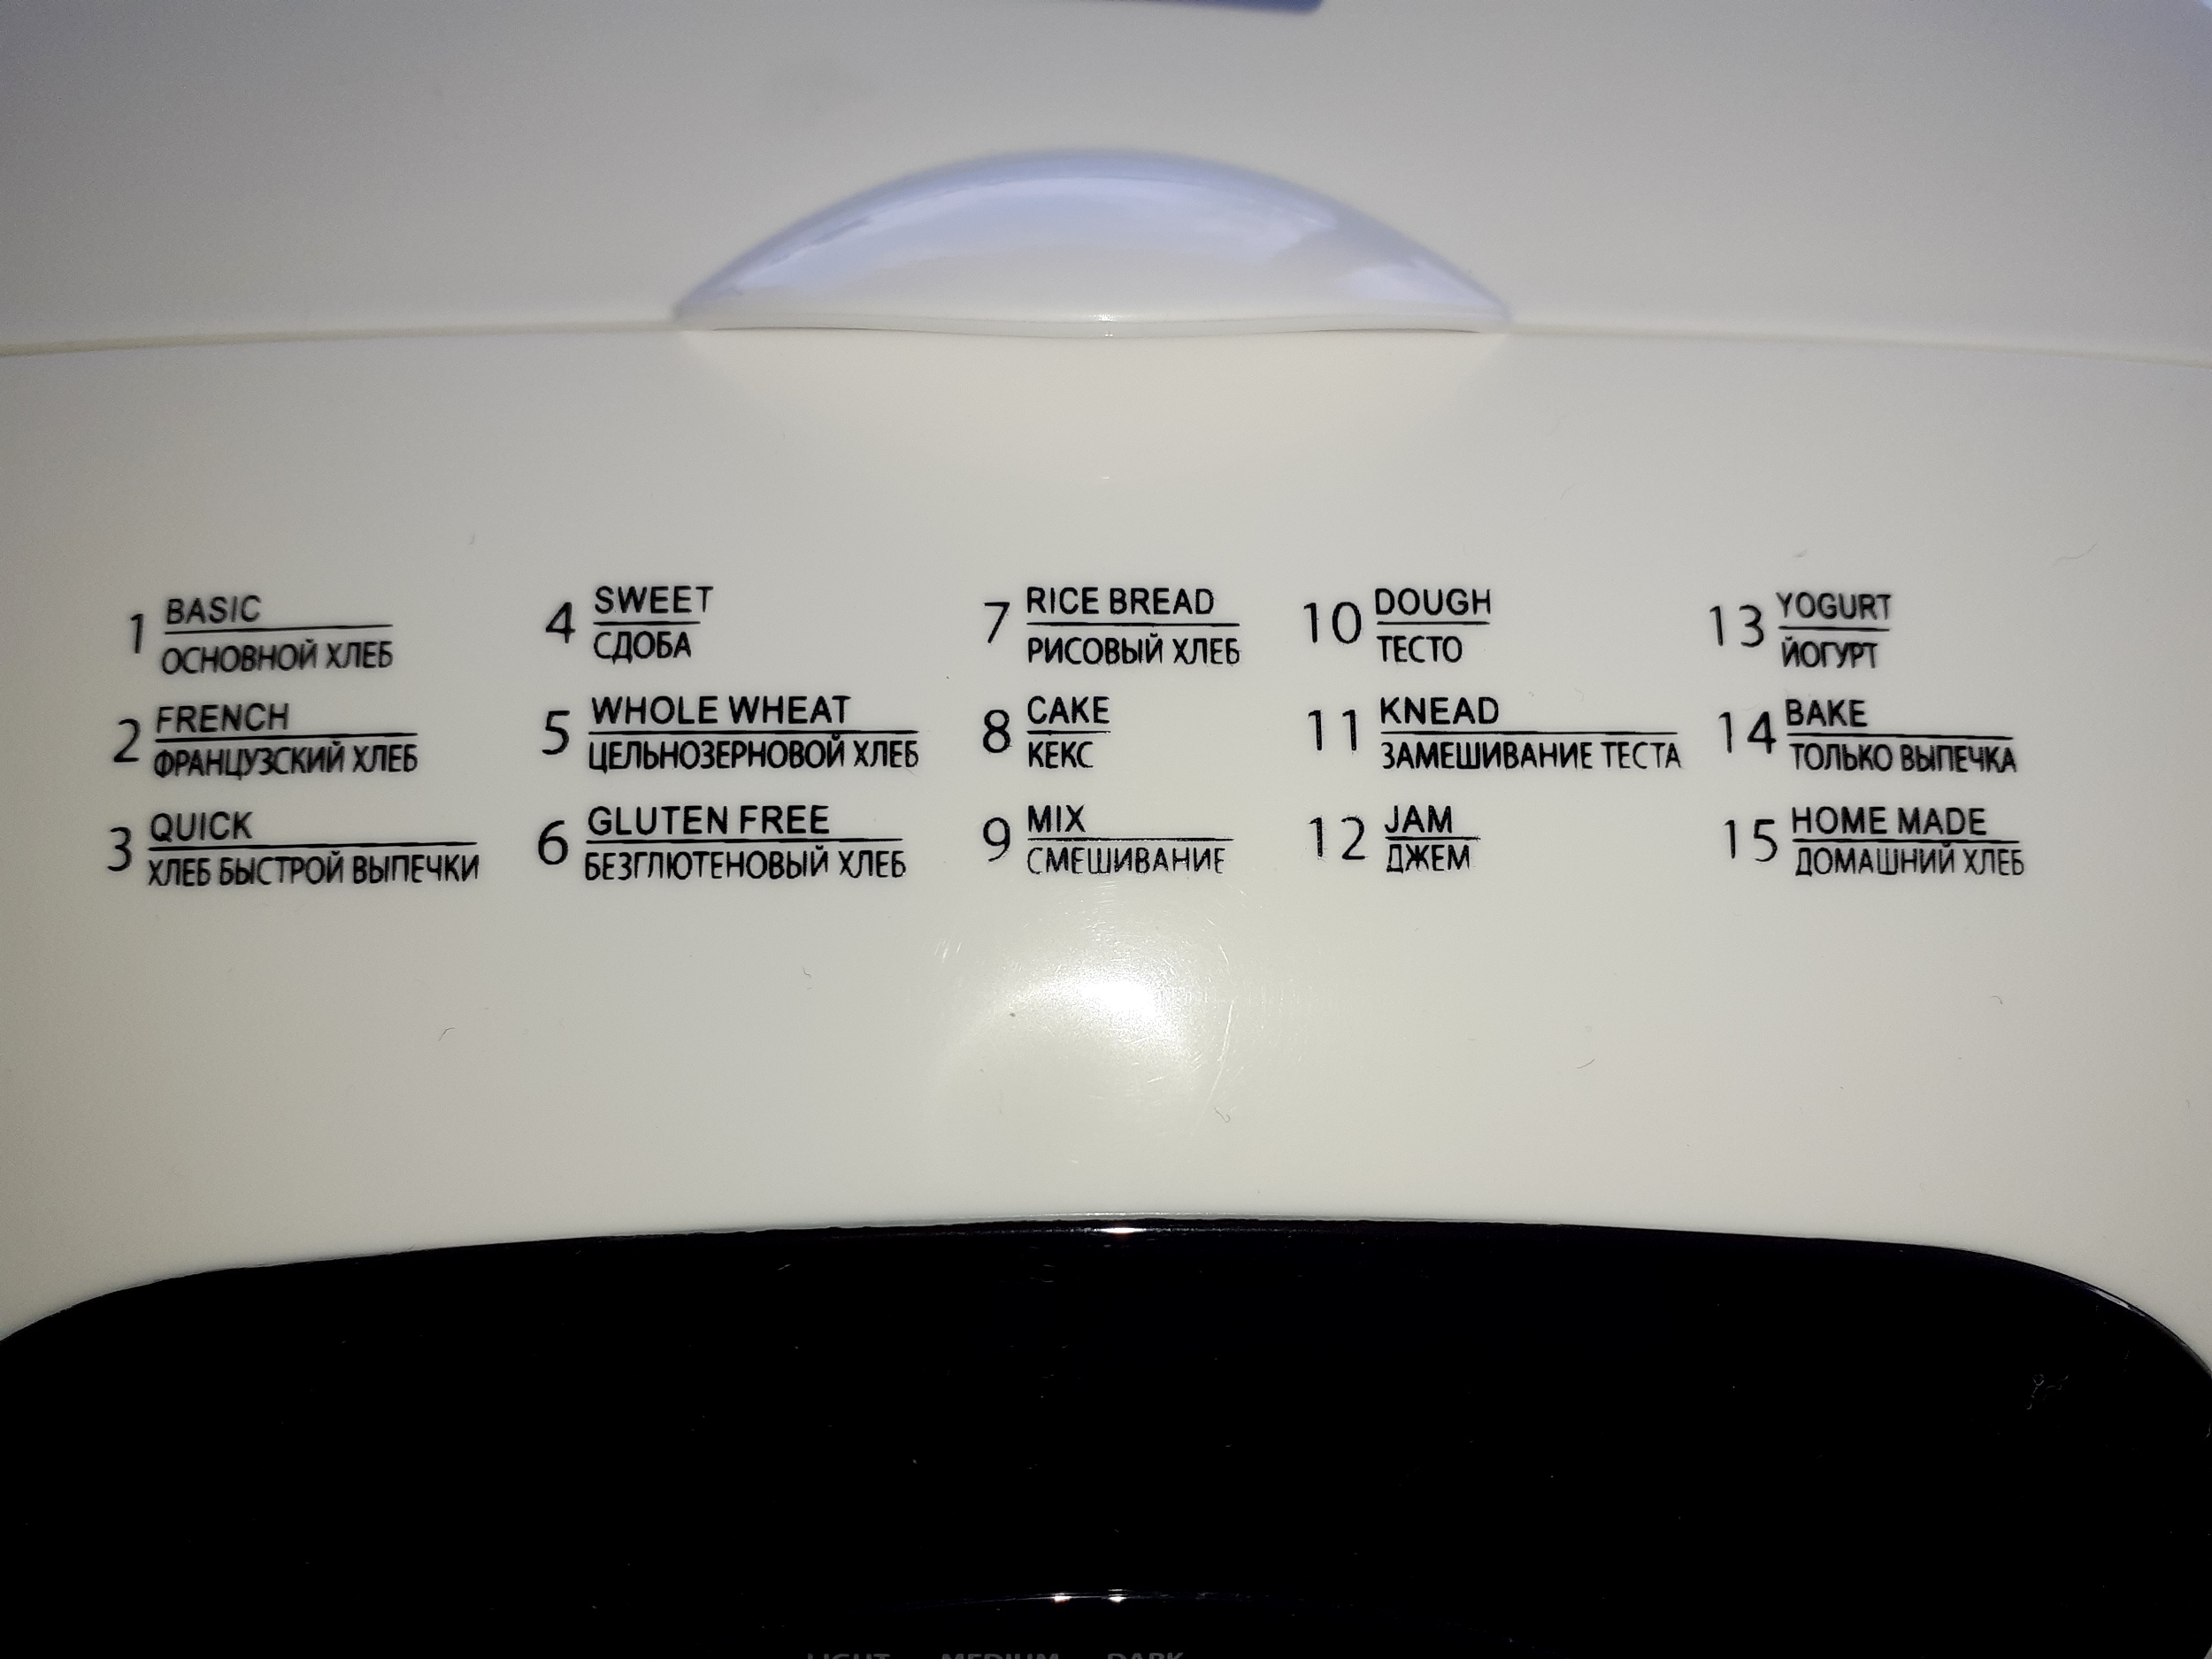 1 BASIC
ОСНОВНОЙ ХЛЕБ
2 FRENCH
ФРАНЦУЗСКИЙ ХЛЕБ
3 QUICK
ХЛЕБ БЫСТРОЙ ВЫПЕЧКИ
4 SWEET
СДОБА
5 WHOLE WHEAT
ЦЕЛЬНОЗЕРНОВОЙ ХЛЕБ
6 GLUTEN FREE
БЕЗГЛЮТЕНОВЫЙ ХЛЕБ
7 RICE BREAD
РИСОВЫЙ ХЛЕБ
8 CAKE
КЕКС
9 MIX
СМЕШИВАНИЕ
10 DOUGH
ТЕСТО
11 KNEAD
ЗАМЕШИВАНИЕ ТЕСТА
12 JAM
ДЖЕМ
13 YOGURT
ЙОГУРТ
14 BAKE
ТОЛЬКО ВЫПЕЧКА
15 HOME MADE
ДОМАШНИЙ ХЛЕБ
LIGHT MEDIUM DARK